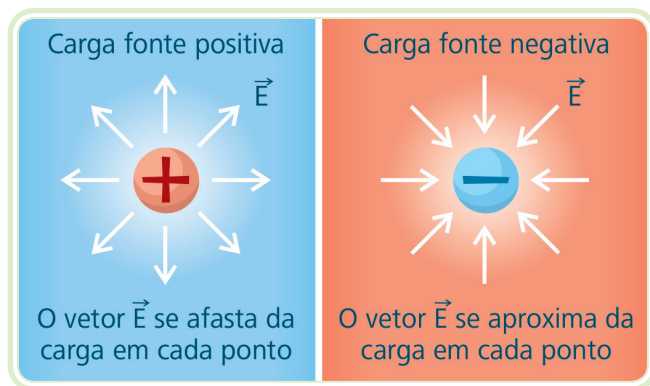 Carga fonte positiva
E
+
O vetor E se afasta da
carga em cada ponto
Carga fonte negativa
E
−
O vetor E se aproxima da
carga em cada ponto